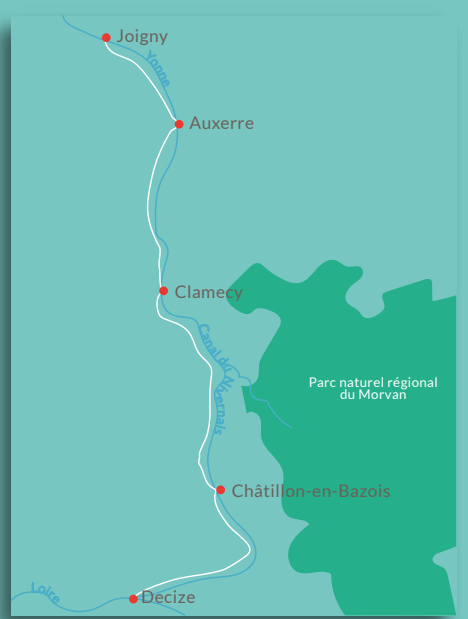 Joigny
Yonne
Auxerre
Clamecy
Canal du Nivernais
Parc naturel régional
du Morvan
Châtillon-en-Bazois
Loire
Decize